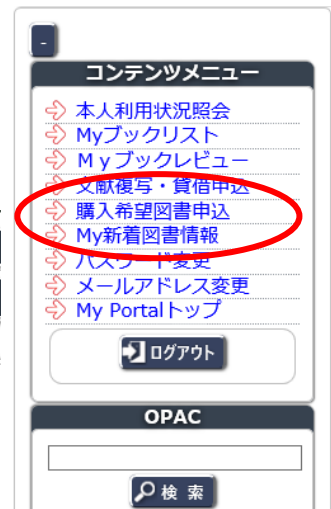 -
コンテンツメニュー
本人利用状況照会
Myブックリスト
Ｍｙブックレビュー
文献複写・貸借申込
購入希望図書申込
My新着図書情報
パスワード変更
メールアドレス変更
My Portalトップ
ログアウト
OPAC
検 索